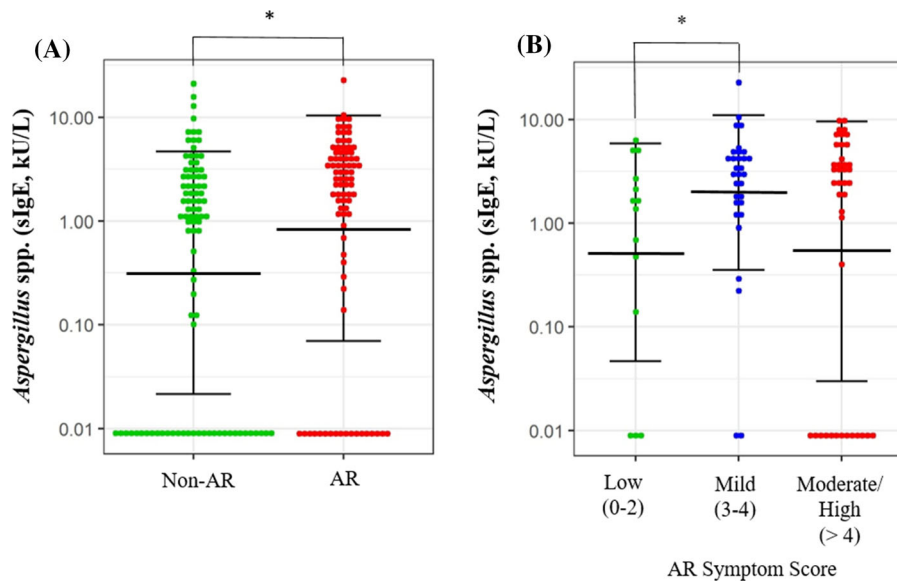 (A)
*
Aspergillus spp. (sIgE, kU/L)
10.00
1.00
0.10
0.01
Non-AR
AR
(B)
*
Aspergillus spp. (sIgE, kU/L)
10.00
1.00
0.10
0.01
Low
(0-2)
Mild
(3-4)
Moderate/
High
(> 4)
AR Symptom Score